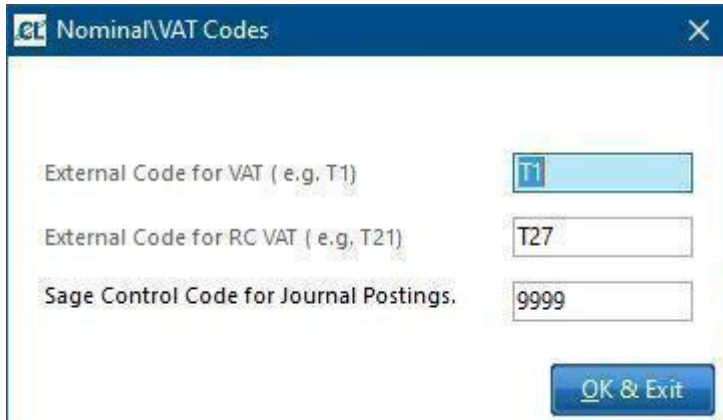 Nominal\VAT Codes
External Code for VAT ( e.g. T1) T1
External Code for RC VAT ( e.g. T21) T27
Sage Control Code for Journal Postings. 9999
OK & Exit